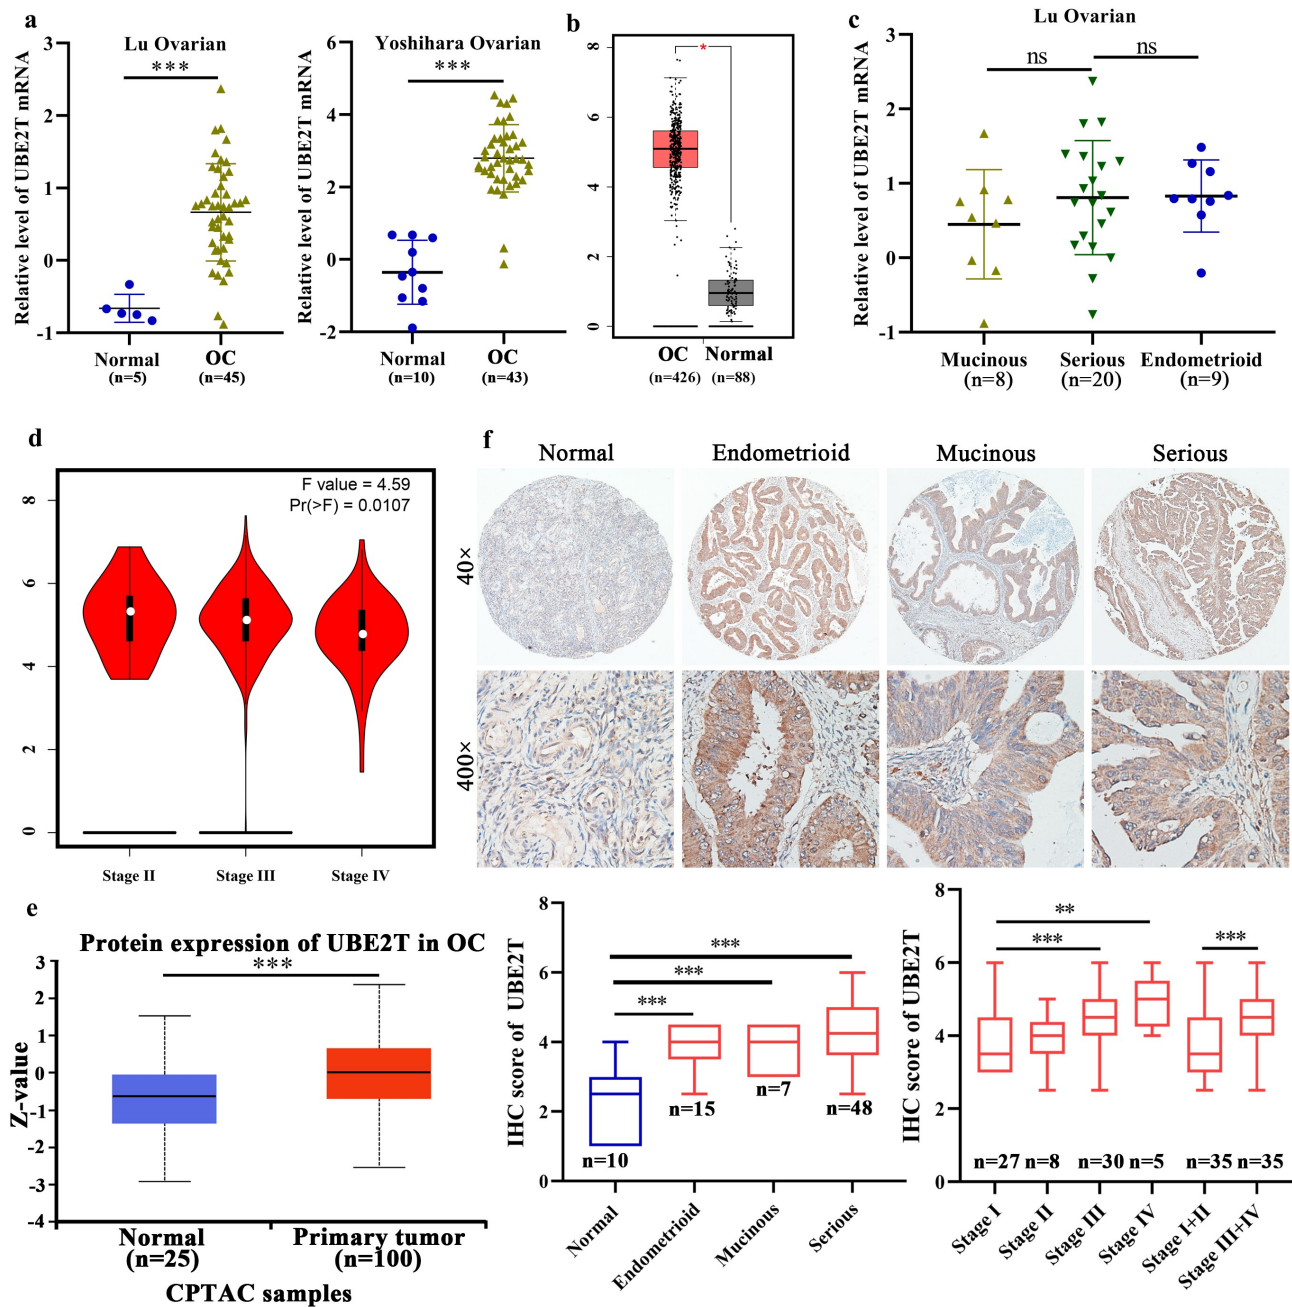 a
Lu Ovarian
***
Relative level of UBE2T mRNA
3
2
1
0
-1
Normal
(n=5)
OC
(n=45)
Yoshihara Ovarian
***
Relative level of UBE2T mRNA
6
4
2
0
-2
Normal
(n=10)
OC
(n=43)
b
*
8
6
4
2
0
OC
(n=426)
Normal
(n=88)
c
Lu Ovarian
ns
ns
Relative level of UBE2T mRNA
3
2
1
0
-1
Mucinous
(n=8)
Serious
(n=20)
Endometrioid
(n=9)
d
F value = 4.59
Pr(>F) = 0.0107
8
6
4
2
0
Stage II
Stage III
Stage IV
e
Protein expression of UBE2T in OC
***
Z-value
3
2
1
0
-1
-2
-3
-4
Normal
(n=25)
Primary tumor
(n=100)
CPTAC samples
f
Normal
Endometrioid
Mucinous
Serious
40×
400×
IHC score of UBE2T
8
6
4
2
0
***
***
***
n=10
n=15
n=7
n=48
Normal
Endometrioid
Mucinous
Serious
IHC score of UBE2T
8
6
4
2
0
**
***
***
n=27
n=8
n=30
n=5
n=35
n=35
Stage I
Stage II
Stage III
Stage IV
Stage I+II
Stage III+IV